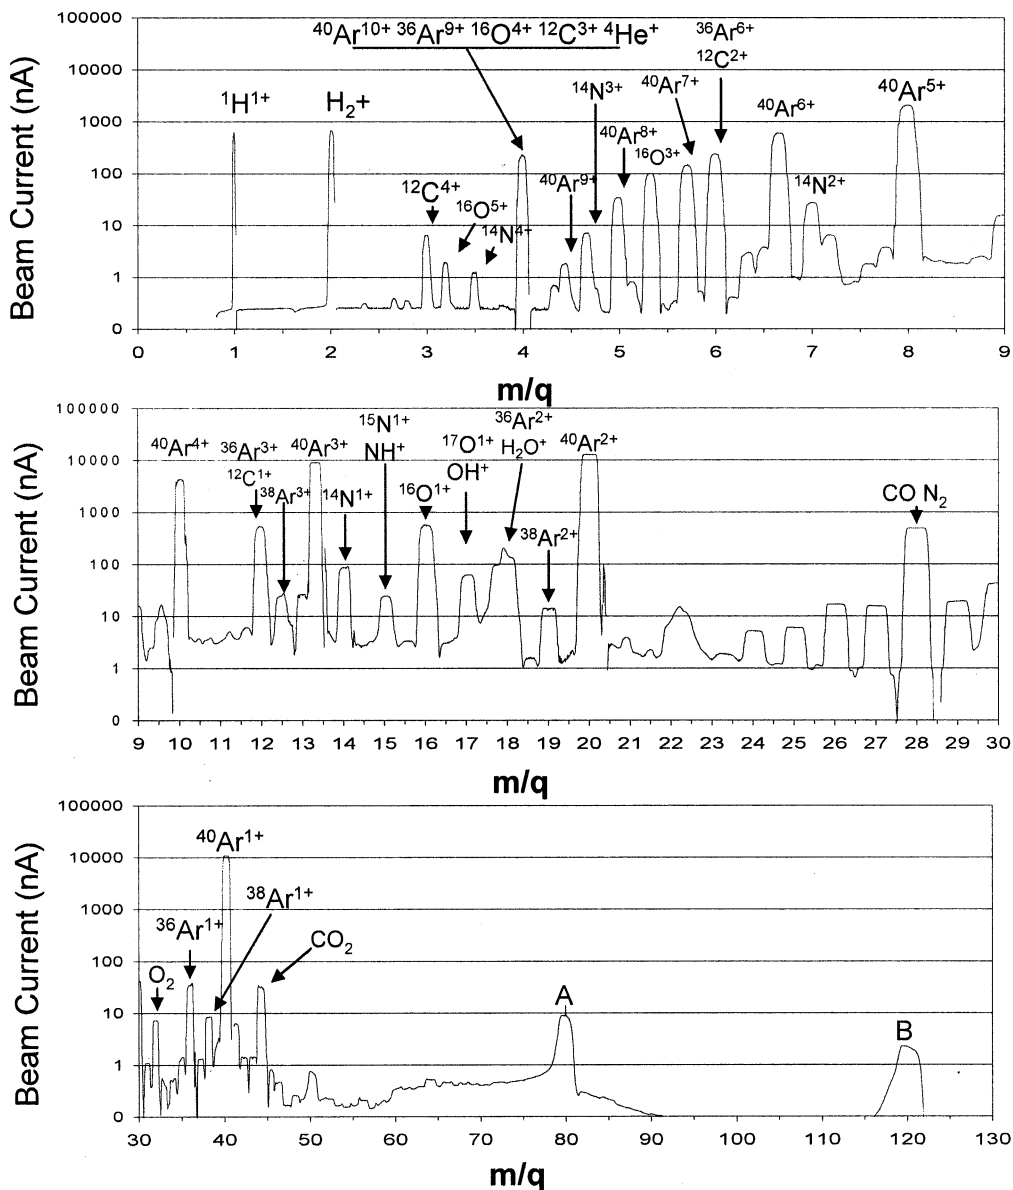 100000
10000
1000
100
10
1
0
Beam Current (nA)
⁴⁰Ar¹⁰⁺ ³⁶Ar⁹⁺ ¹⁶O⁴⁺ ¹²C³⁺ ⁴He⁺
³⁶Ar⁶⁺
¹²C²⁺
¹H¹⁺
H₂+
¹⁴N³⁺
⁴⁰Ar⁷⁺
⁴⁰Ar⁶⁺
⁴⁰Ar⁵⁺
⁴⁰Ar⁸⁺
¹⁶O³⁺
¹²C⁴⁺
¹⁶O⁵⁺
¹⁴N⁴⁺
⁴⁰Ar⁹⁺
¹⁴N²⁺
0 1 2 3 4 5 6 7 8 9
m/q
100000
10000
1000
100
10
1
0
Beam Current (nA)
⁴⁰Ar⁴⁺
³⁶Ar³⁺
¹²C¹⁺
³⁸Ar³⁺
⁴⁰Ar³⁺
¹⁴N¹⁺
¹⁵N¹⁺
NH⁺
¹⁶O¹⁺
¹⁷O¹⁺
OH⁺
³⁶Ar²⁺
H₂O⁺
³⁸Ar²⁺
⁴⁰Ar²⁺
CO N₂
9 10 11 12 13 14 15 16 17 18 19 20 21 22 23 24 25 26 27 28 29 30
m/q
100000
10000
1000
100
10
1
0
Beam Current (nA)
⁴⁰Ar¹⁺
³⁸Ar¹⁺
³⁶Ar¹⁺
CO₂
O₂
A
B
30 40 50 60 70 80 90 100 110 120 130
m/q